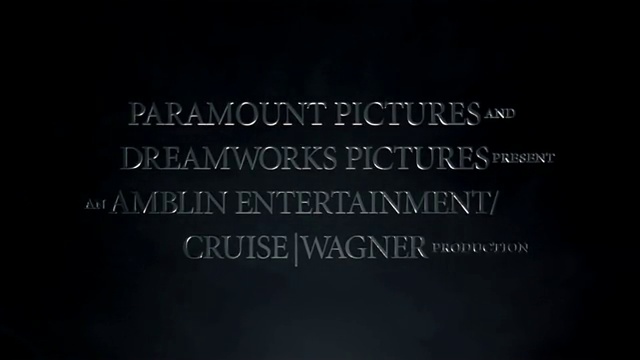 PARAMOUNT PICTURES AND
DREAMWORKS PICTURES PRESENT
AN AMBLIN ENTERTAINMENT/
CRUISE|WAGNER PRODUCTION